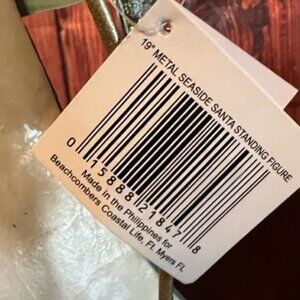 19" METAL SEASIDE SANTA STANDING FIGURE
0 15888 21847 8
Made in the Philippines for
Beachcombers Coastal Life, Ft. Myers FL